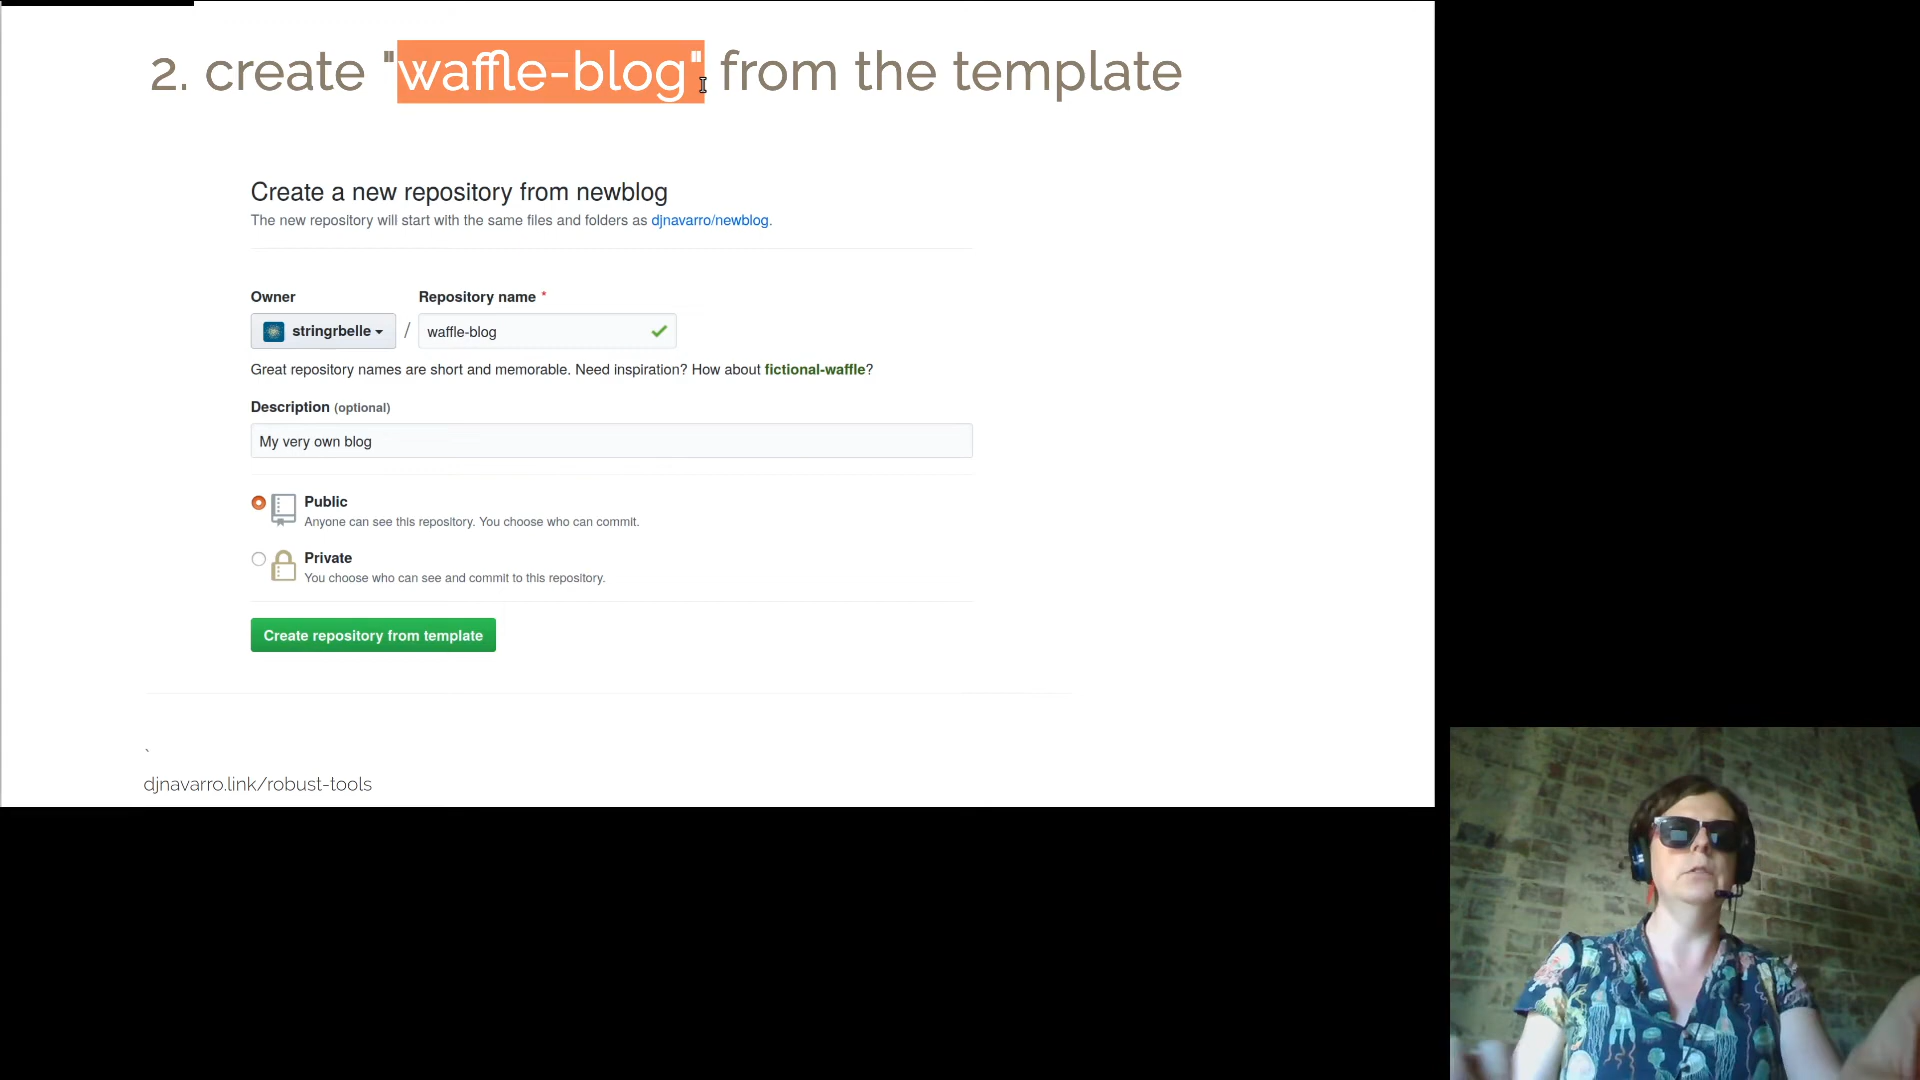 2. create "waffle-blog" from the template
Create a new repository from newblog
The new repository will start with the same files and folders as djnavarro/newblog.
Owner
Repository name *
stringrbelle / waffle-blog
Great repository names are short and memorable. Need inspiration? How about fictional-waffle?
Description (optional)
My very own blog
Public
Anyone can see this repository. You choose who can commit.
Private
You choose who can see and commit to this repository.
Create repository from template
`
djnavarro.link/robust-tools